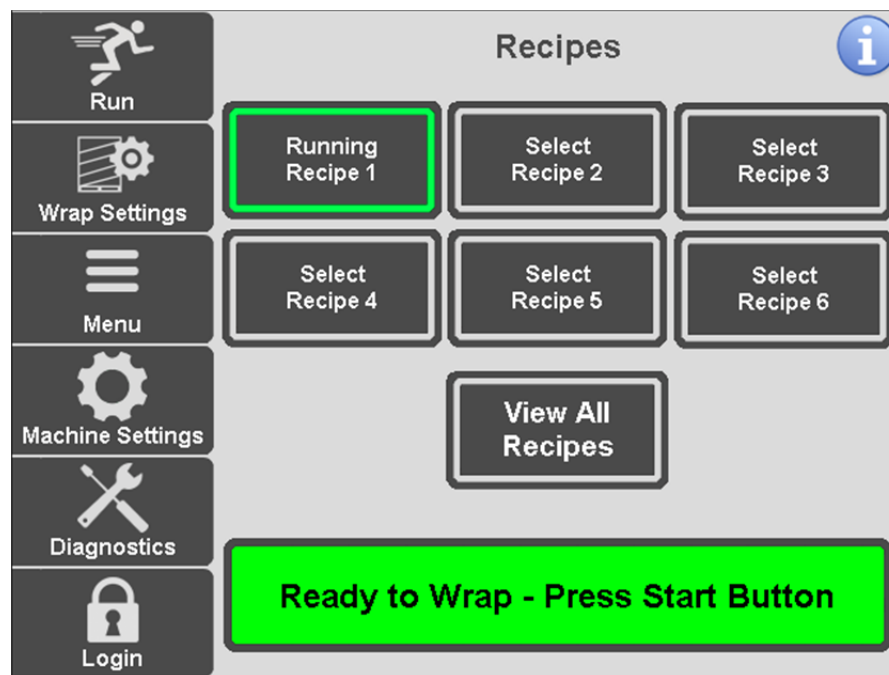 Run
Wrap Settings
Menu
Machine Settings
Diagnostics
Login
Recipes
i
Running
Recipe 1
Select
Recipe 2
Select
Recipe 3
Select
Recipe 4
Select
Recipe 5
Select
Recipe 6
View All
Recipes
Ready to Wrap - Press Start Button